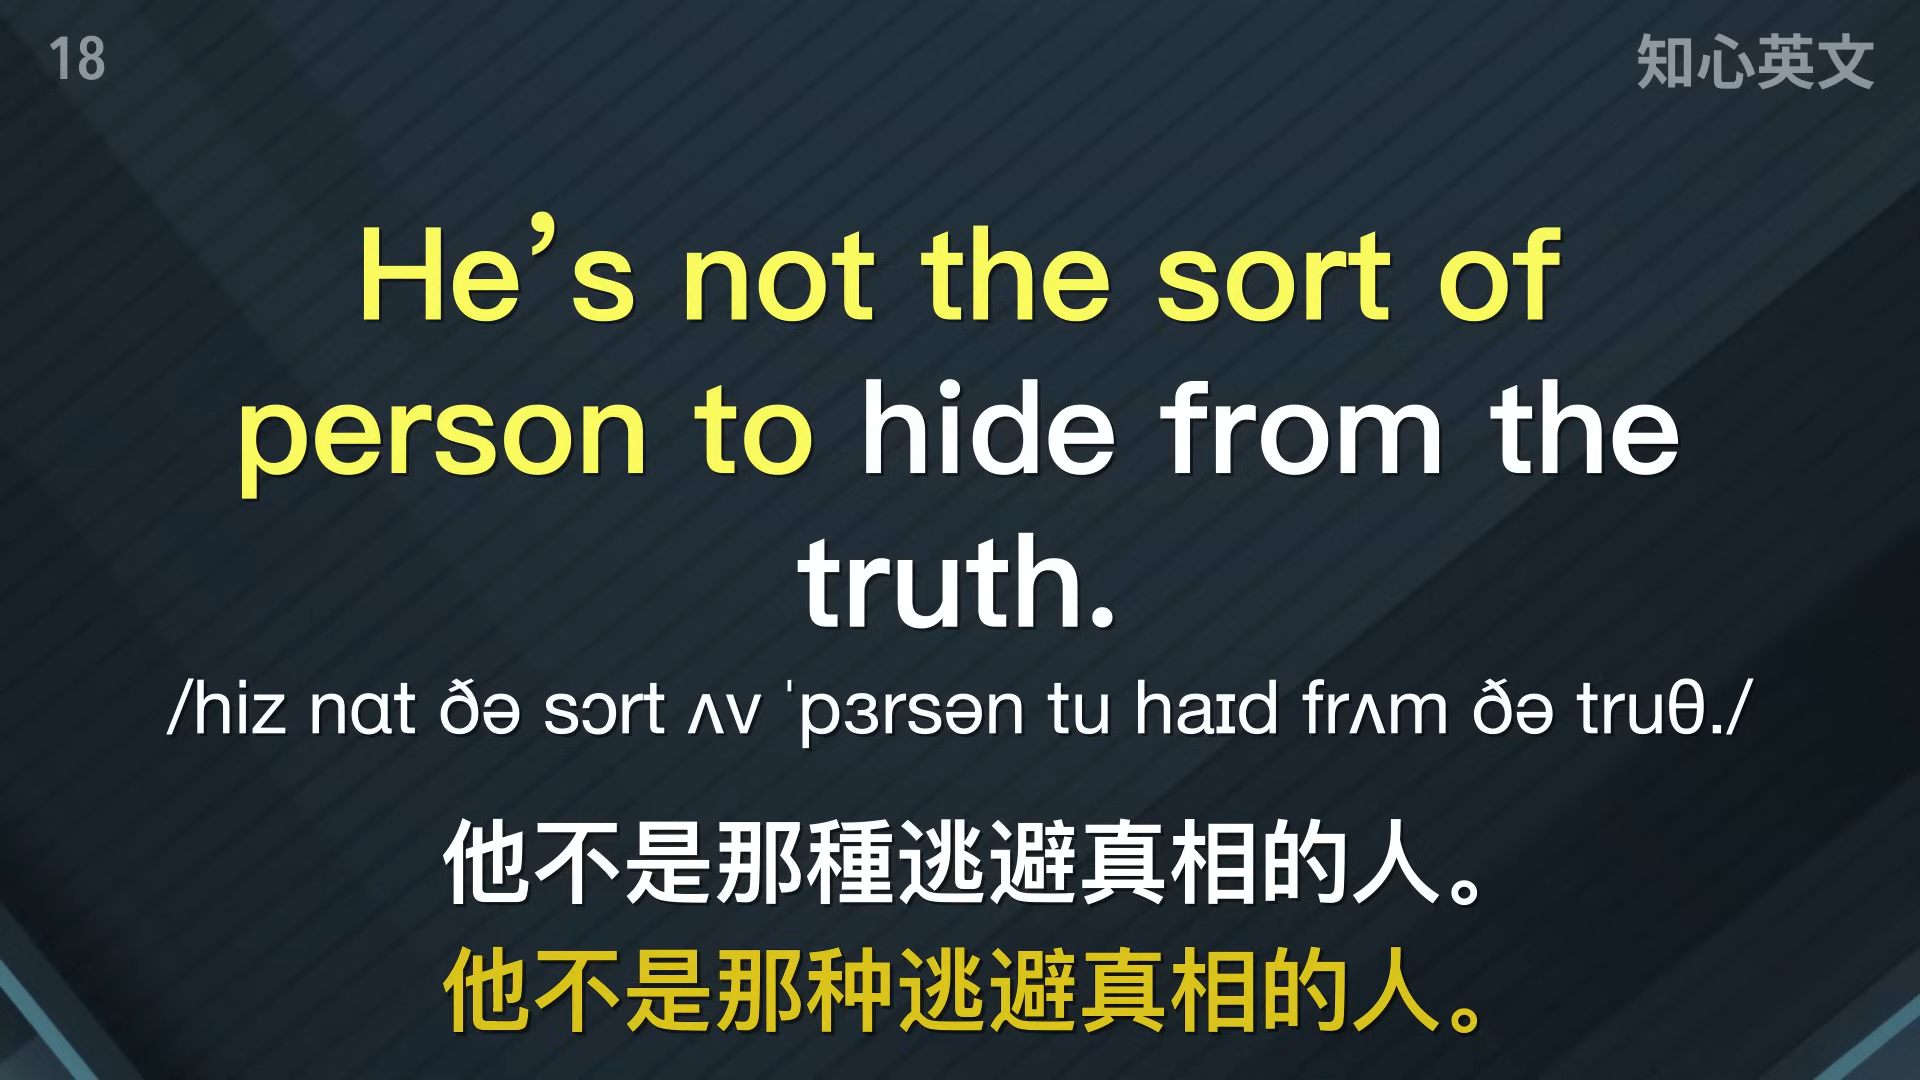 18
知心英文
He’s not the sort of
person to hide from the
truth.
/hiz nɑt ðə sɔrt ʌv ˈpɜrsən tu haɪd frʌm ðə truθ./
他不是那種逃避真相的人。
他不是那种逃避真相的人。